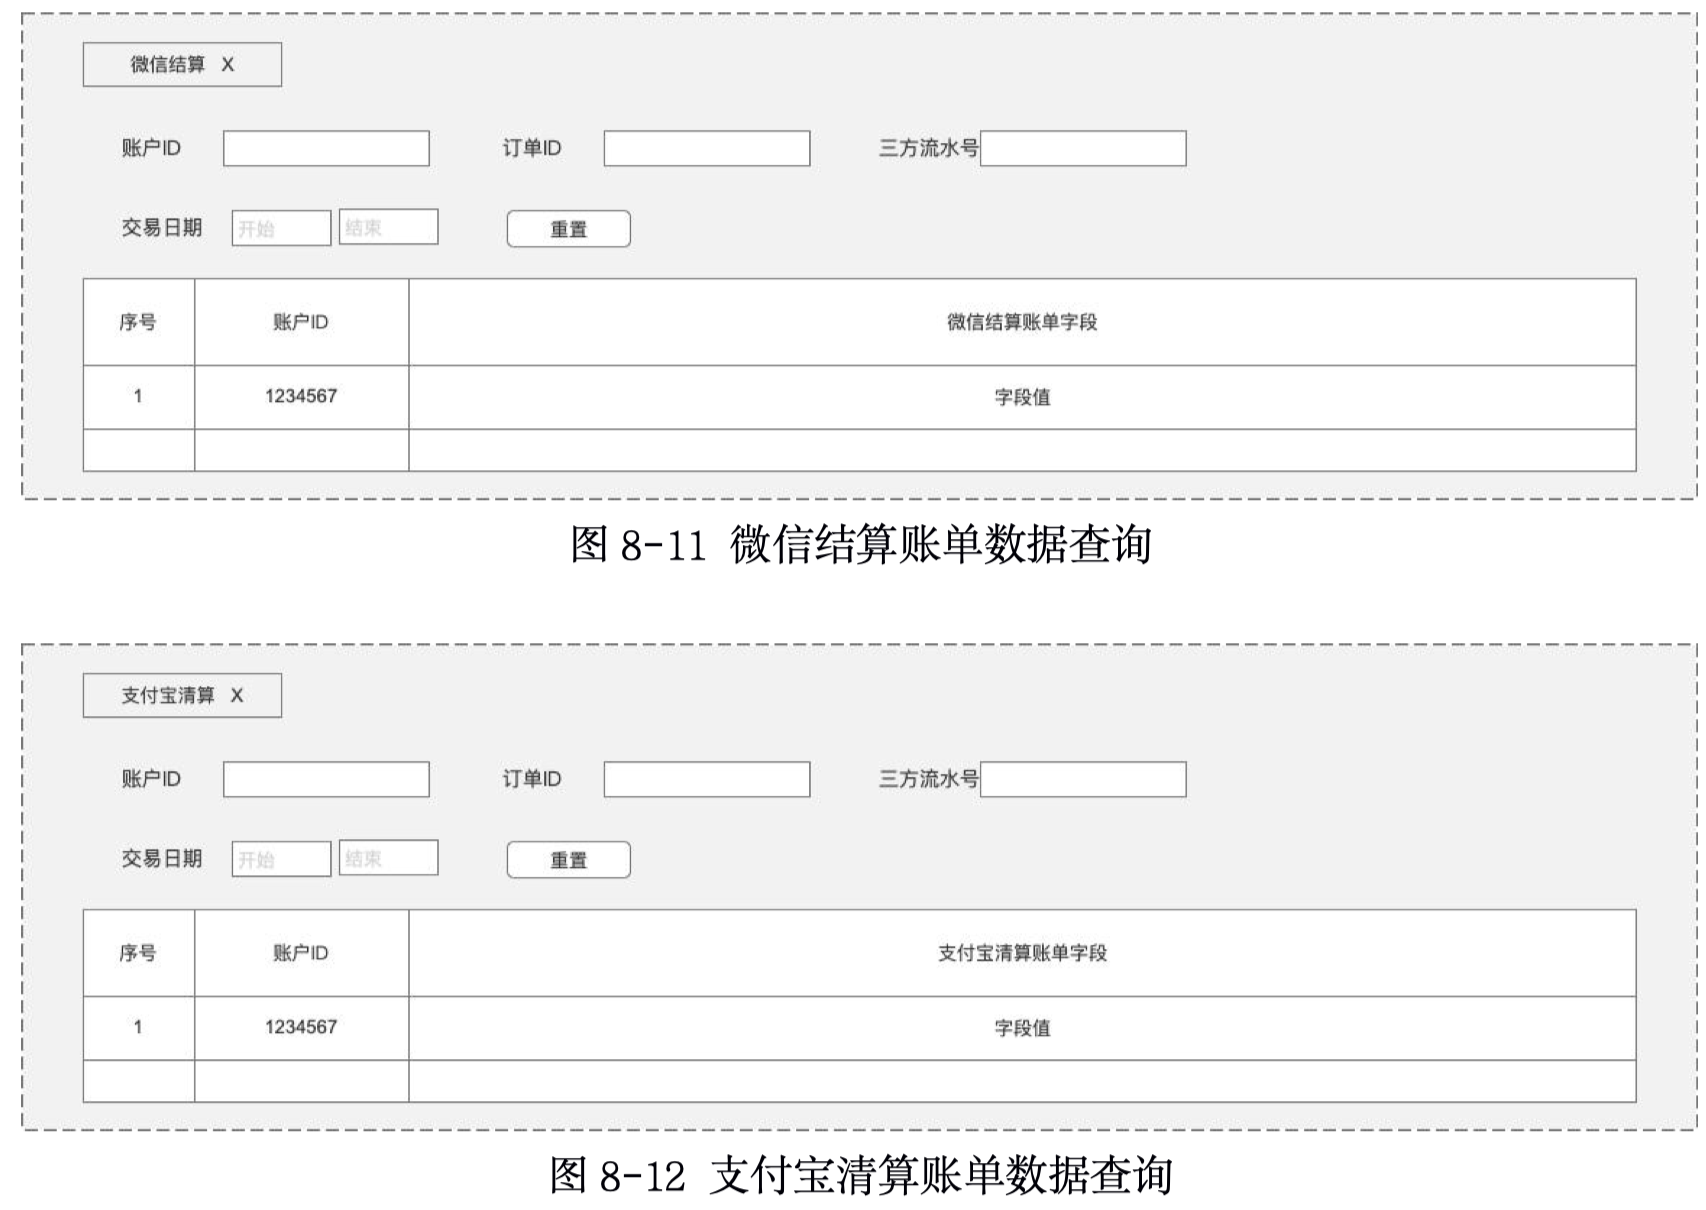 微信结算 X
账户ID 订单ID 三方流水号
交易日期 开始 结束 重置
序号 账户ID 微信结算账单字段
1 1234567 字段值
图 8-11 微信结算账单数据查询
支付宝清算 X
账户ID 订单ID 三方流水号
交易日期 开始 结束 重置
序号 账户ID 支付宝清算账单字段
1 1234567 字段值
图 8-12 支付宝清算账单数据查询